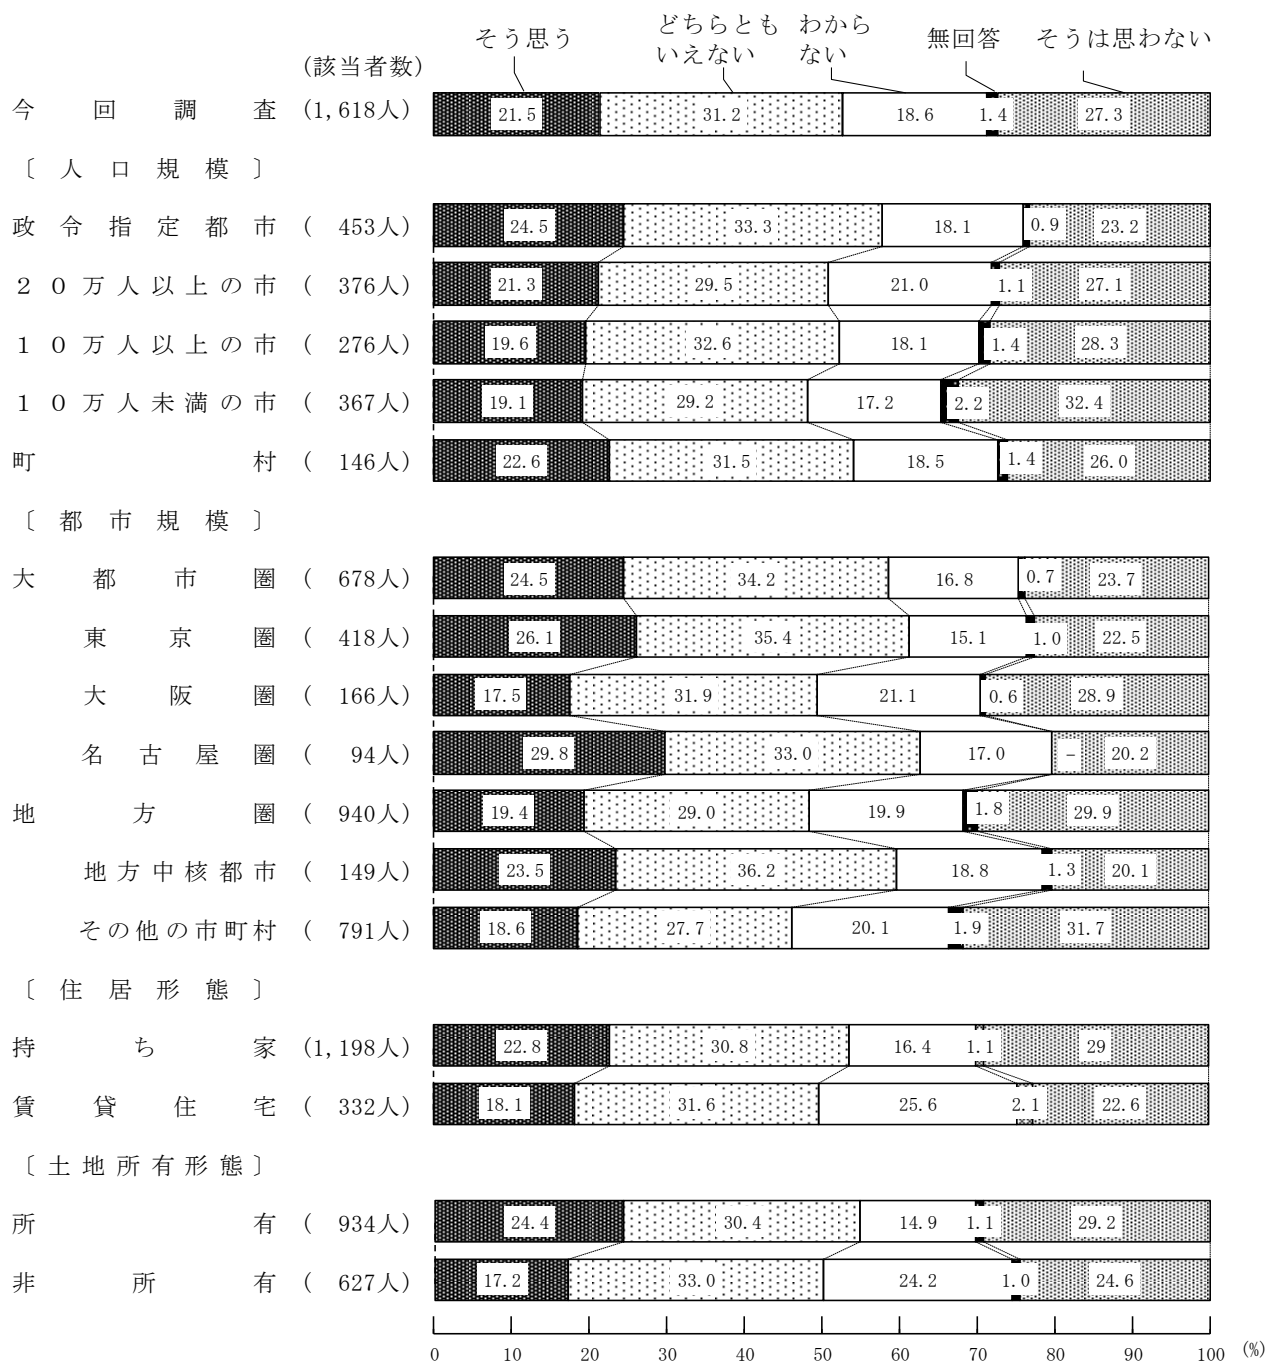 そう思う
どちらとも
いえない
わから
ない
無回答
そうは思わない
(該当者数)
今回調査 (1,618人) 21.5 31.2 18.6 1.4 27.3
〔人口規模〕
政令指定都市 ( 453人) 24.5 33.3 18.1 0.9 23.2
２０万人以上の市 ( 376人) 21.3 29.5 21.0 1.1 27.1
１０万人以上の市 ( 276人) 19.6 32.6 18.1 1.4 28.3
１０万人未満の市 ( 367人) 19.1 29.2 17.2 2.2 32.4
町村 ( 146人) 22.6 31.5 18.5 1.4 26.0
〔都市規模〕
大都市圏 ( 678人) 24.5 34.2 16.8 0.7 23.7
東京圏 ( 418人) 26.1 35.4 15.1 1.0 22.5
大阪圏 ( 166人) 17.5 31.9 21.1 0.6 28.9
名古屋圏 ( 94人) 29.8 33.0 17.0 － 20.2
地方圏 ( 940人) 19.4 29.0 19.9 1.8 29.9
地方中核都市 ( 149人) 23.5 36.2 18.8 1.3 20.1
その他の市町村 ( 791人) 18.6 27.7 20.1 1.9 31.7
〔住居形態〕
持ち家 (1,198人) 22.8 30.8 16.4 1.1 29
賃貸住宅 ( 332人) 18.1 31.6 25.6 2.1 22.6
〔土地所有形態〕
所有 ( 934人) 24.4 30.4 14.9 1.1 29.2
非所有 ( 627人) 17.2 33.0 24.2 1.0 24.6
0 10 20 30 40 50 60 70 80 90 100 (%)